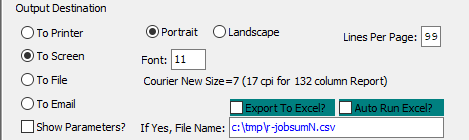 Output Destination
To Printer
Portrait
Landscape
Lines Per Page: 99
To Screen
Font: 11
To File
Courier New Size=7 (17 cpi for 132 column Report)
To Email
Export To Excel?
Auto Run Excel?
Show Parameters?
If Yes, File Name: c:\tmp\r-jobsumN.csv